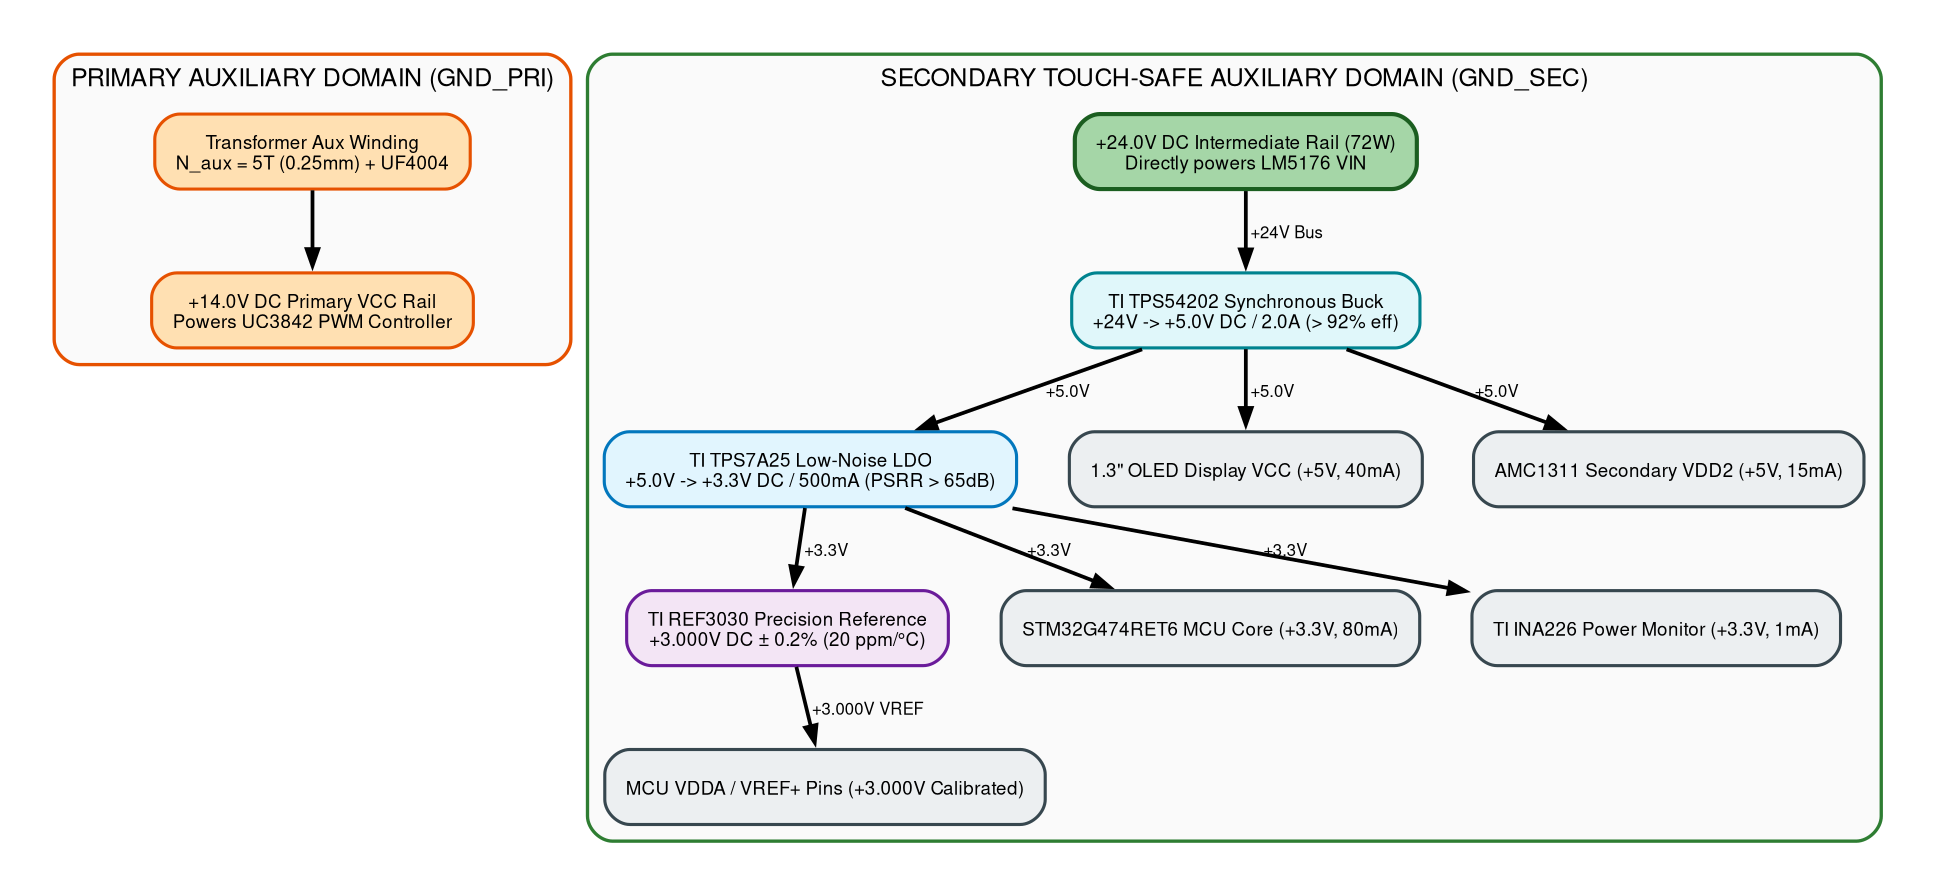 PRIMARY AUXILIARY DOMAIN (GND_PRI)
Transformer Aux Winding
N_aux = 5T (0.25mm) + UF4004
+14.0V DC Primary VCC Rail
Powers UC3842 PWM Controller
SECONDARY TOUCH-SAFE AUXILIARY DOMAIN (GND_SEC)
+24.0V DC Intermediate Rail (72W)
Directly powers LM5176 VIN
+24V Bus
TI TPS54202 Synchronous Buck
+24V -> +5.0V DC / 2.0A (> 92% eff)
+5.0V
+5.0V
+5.0V
TI TPS7A25 Low-Noise LDO
+5.0V -> +3.3V DC / 500mA (PSRR > 65dB)
1.3" OLED Display VCC (+5V, 40mA)
AMC1311 Secondary VDD2 (+5V, 15mA)
+3.3V
+3.3V
+3.3V
TI REF3030 Precision Reference
+3.000V DC ± 0.2% (20 ppm/°C)
STM32G474RET6 MCU Core (+3.3V, 80mA)
TI INA226 Power Monitor (+3.3V, 1mA)
+3.000V VREF
MCU VDDA / VREF+ Pins (+3.000V Calibrated)